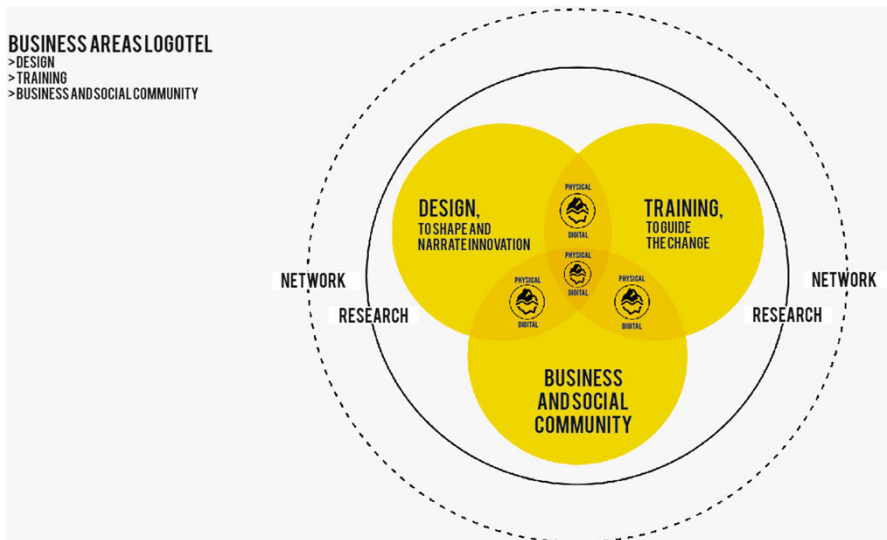 BUSINESS AREAS LOGOTEL
>DESIGN
>TRAINING
>BUSINESS AND SOCIAL COMMUNITY
PHYSICAL
DIGITAL
DESIGN,
TO SHAPE AND
NARRATE INNOVATION
TRAINING,
TO GUIDE
THE CHANGE
PHYSICAL
DIGITAL
PHYSICAL
DIGITAL
PHYSICAL
DIGITAL
NETWORK
NETWORK
RESEARCH
RESEARCH
BUSINESS
AND SOCIAL
COMMUNITY